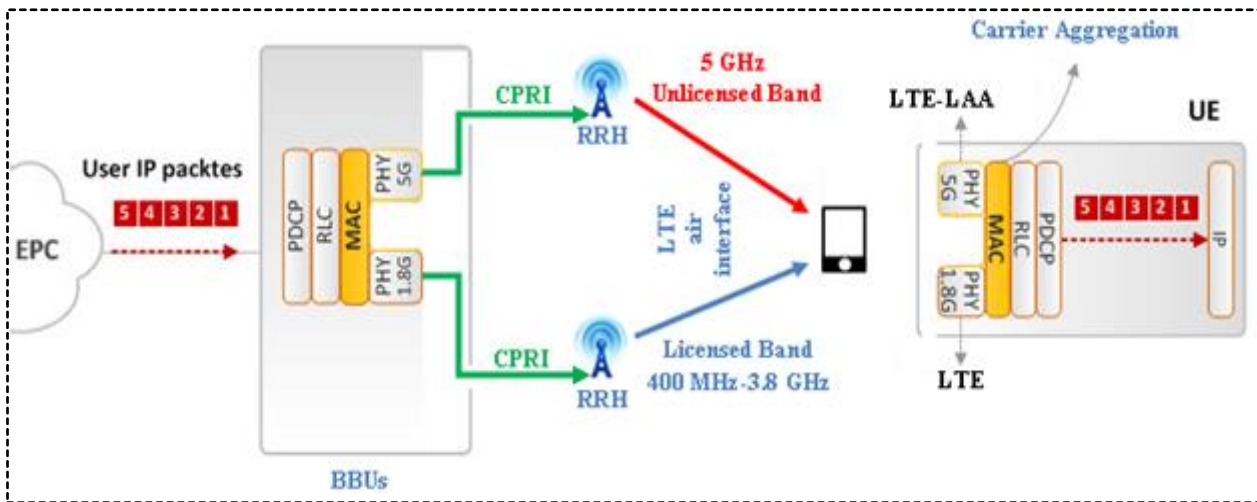 Carrier Aggregation
5 GHz
Unlicensed Band
CPRI
LTE-LAA
RRH
UE
User IP packtes
5 4 3 2 1
EPC
PDCP
RLC
MAC
PHY
5G
PHY
1.8G
LTE
air
interface
PHY
5G
PHY
1.8G
MAC
RLC
PDCP
5 4 3 2 1
IP
CPRI
RRH
Licensed Band
400 MHz-3.8 GHz
LTE
BBUs